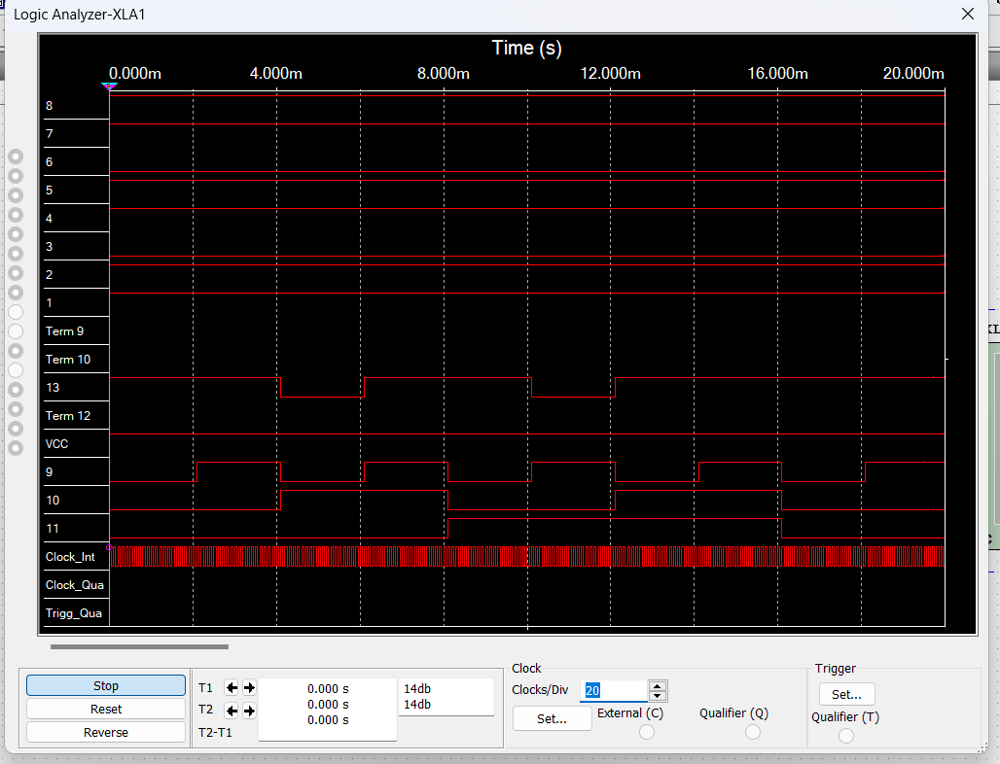 Logic Analyzer-XLA1
Time (s)
0.000m 4.000m 8.000m 12.000m 16.000m 20.000m
8
7
6
5
4
3
2
1
Term 9
Term 10
13
Term 12
VCC
9
10
11
Clock_Int
Clock_Qua
Trigg_Qua
Stop
Reset
Reverse
T1 0.000 s 14db
T2 0.000 s 14db
T2-T1 0.000 s
Clock
Clocks/Div 20
Set... External (C) Qualifier (Q)
Trigger
Set...
Qualifier (T)